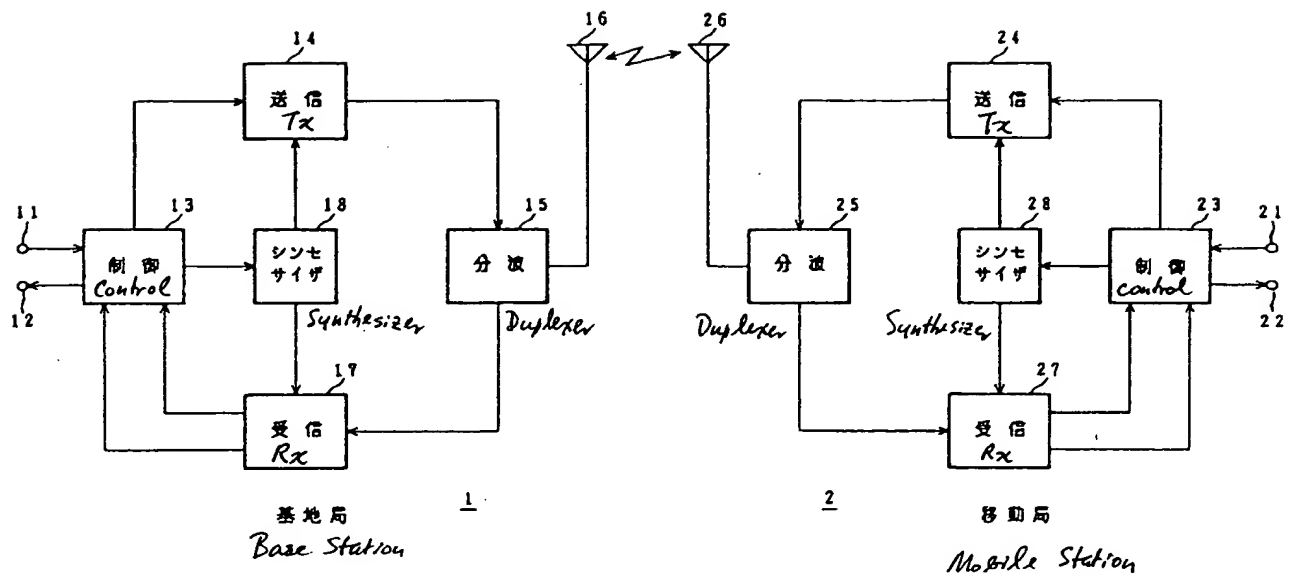 16
26
14
24
送信
Tx
送信
Tx
11
13
18
15
25
28
23
21
制御
Control
シンセ
サイザ
分波
分波
シンセ
サイザ
制御
control
12
Synthesizer
Duplexer
Duplexer
Synthesizer
22
17
27
受信
Rx
受信
Rx
1
2
基地局
Base Station
移動局
Mobile Station